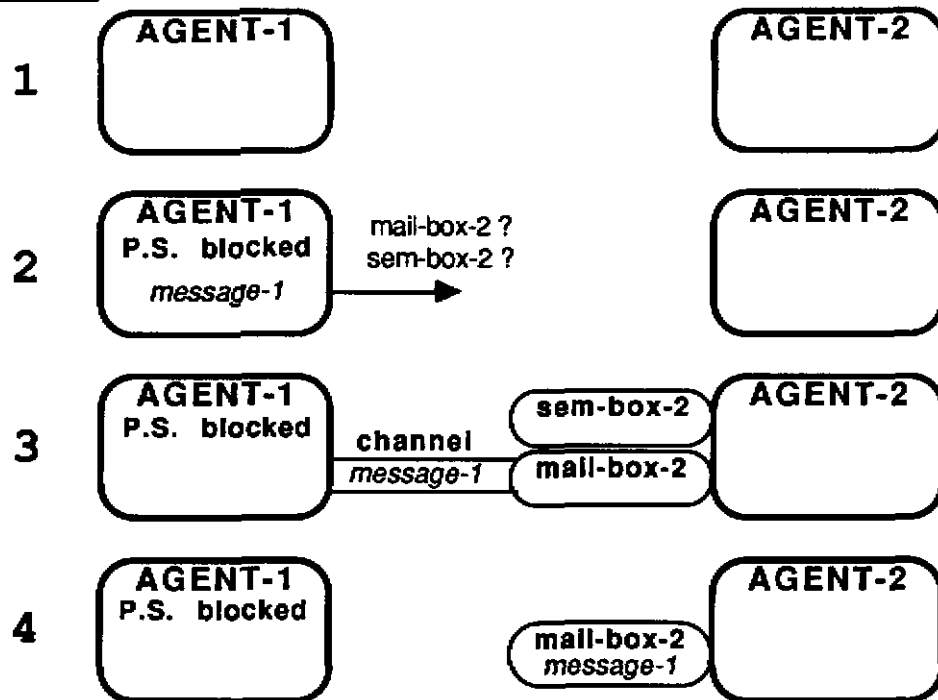 1
AGENT-1
AGENT-2
2
AGENT-1
P.S. blocked
message-1
mail-box-2 ?
sem-box-2 ?
AGENT-2
3
AGENT-1
P.S. blocked
channel
message-1
sem-box-2
mail-box-2
AGENT-2
4
AGENT-1
P.S. blocked
mail-box-2
message-1
AGENT-2